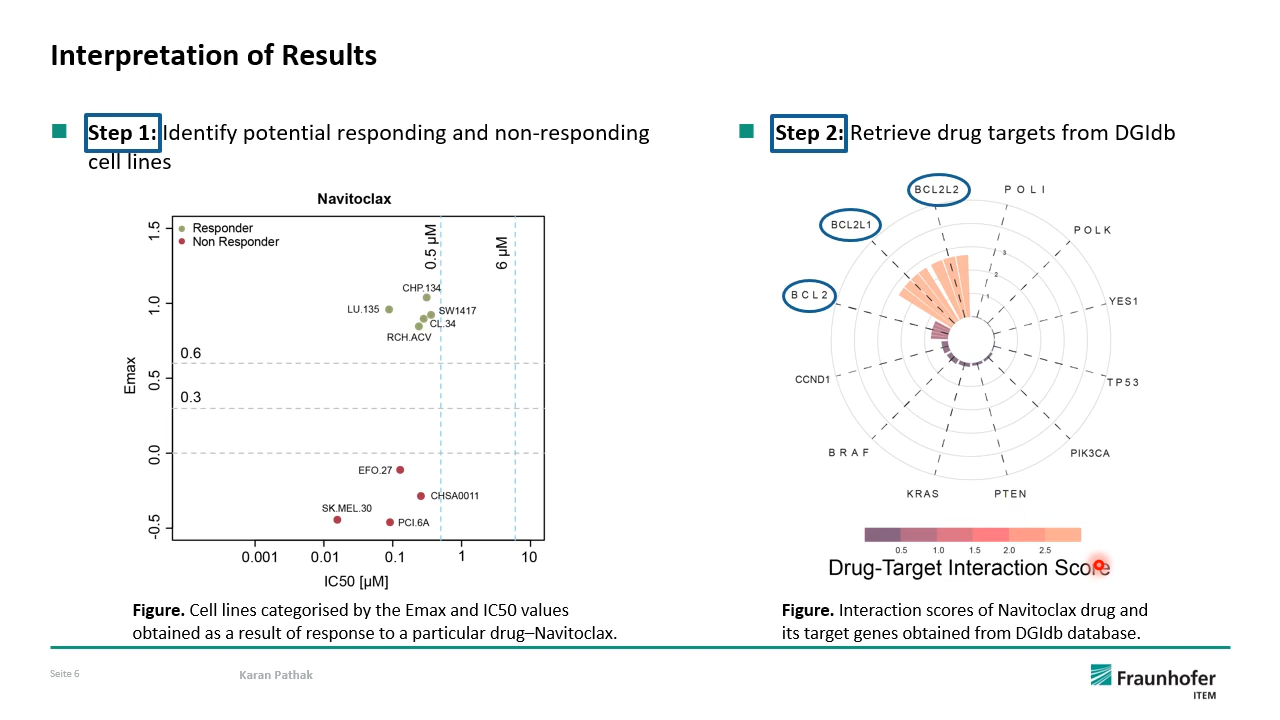 Interpretation of Results
Step 1: Identify potential responding and non-responding
cell lines
Navitoclax
Responder
Non Responder
0.5 µM
6 µM
CHP.134
LU.135
SW1417
CL.34
RCH.ACV
0.6
0.3
EFO.27
CHSA0011
SK.MEL.30
PCI.6A
1.5
1.0
0.5
0.0
-0.5
Emax
0.001
0.01
0.1
1
10
IC50 [µM]
Figure. Cell lines categorised by the Emax and IC50 values
obtained as a result of response to a particular drug–Navitoclax.
Step 2: Retrieve drug targets from DGIdb
BCL2L2
POLI
BCL2L1
POLK
3
2
1
BCL2
YES1
CCND1
TP53
BRAF
PIK3CA
KRAS
PTEN
0.5
1.0
1.5
2.0
2.5
Drug-Target Interaction Score
Figure. Interaction scores of Navitoclax drug and
its target genes obtained from DGIdb database.
Seite 6
Karan Pathak
Fraunhofer
ITEM